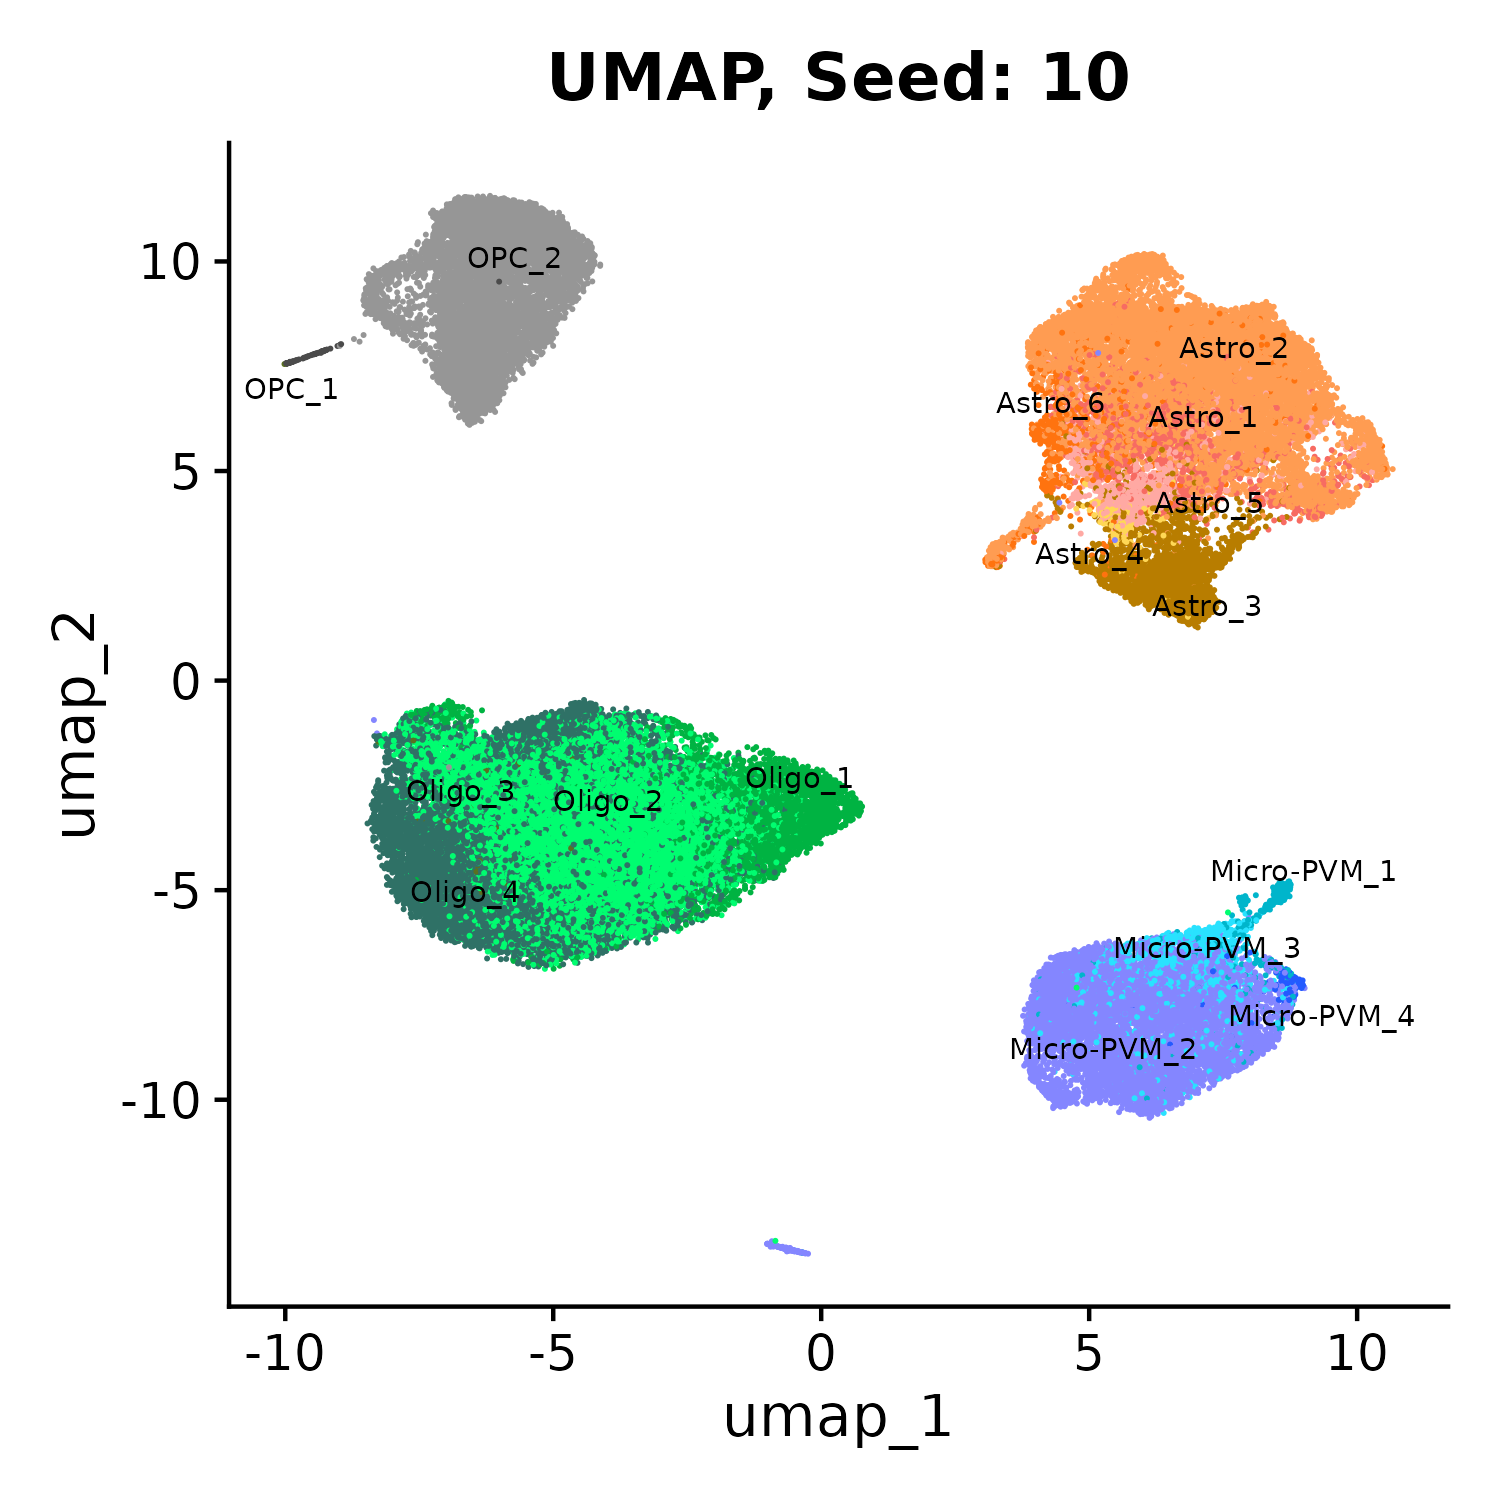 UMAP, Seed: 10
umap_2
10
5
0
-5
-10
OPC_2
OPC_1
Astro_2
Astro_6
Astro_1
Astro_5
Astro_4
Astro_3
Oligo_1
Oligo_3
Oligo_2
Oligo_4
Micro-PVM_1
Micro-PVM_3
Micro-PVM_4
Micro-PVM_2
-10
-5
0
5
10
umap_1